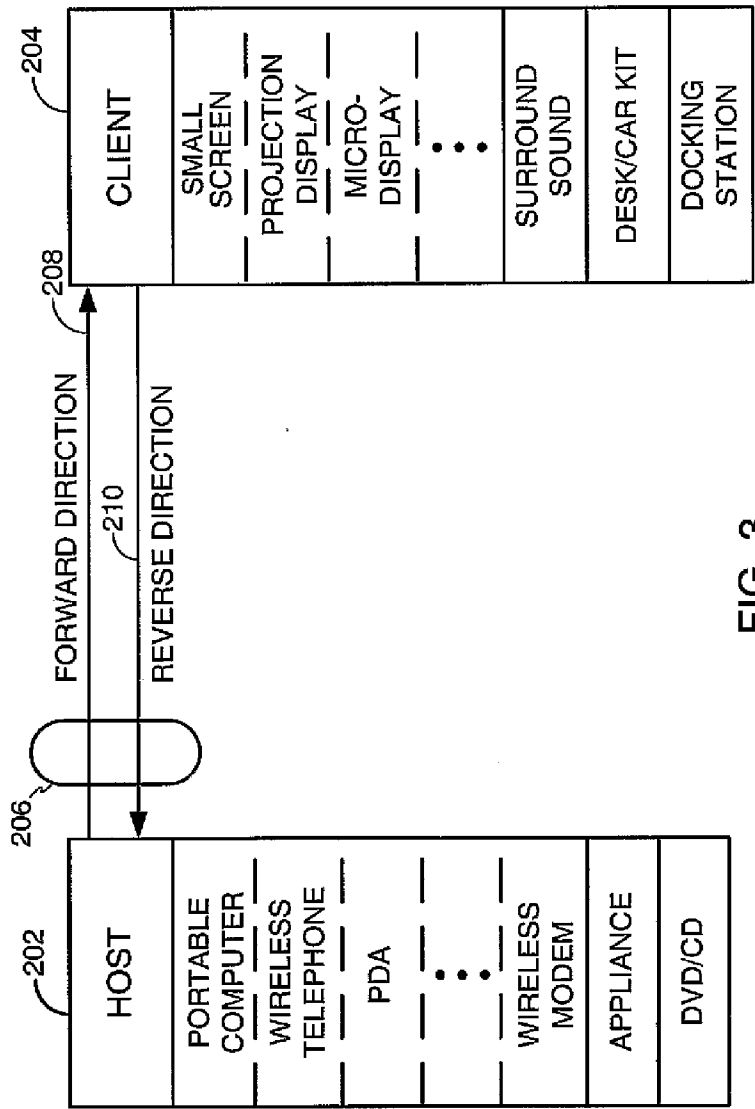 202
HOST
PORTABLE
COMPUTER
WIRELESS
TELEPHONE
PDA
•••
WIRELESS
MODEM
APPLIANCE
DVD/CD
206
FORWARD DIRECTION
208
210
REVERSE DIRECTION
204
CLIENT
SMALL
SCREEN
PROJECTION
DISPLAY
MICRO-
DISPLAY
•••
SURROUND
SOUND
DESK/CAR KIT
DOCKING
STATION
FIG. 3